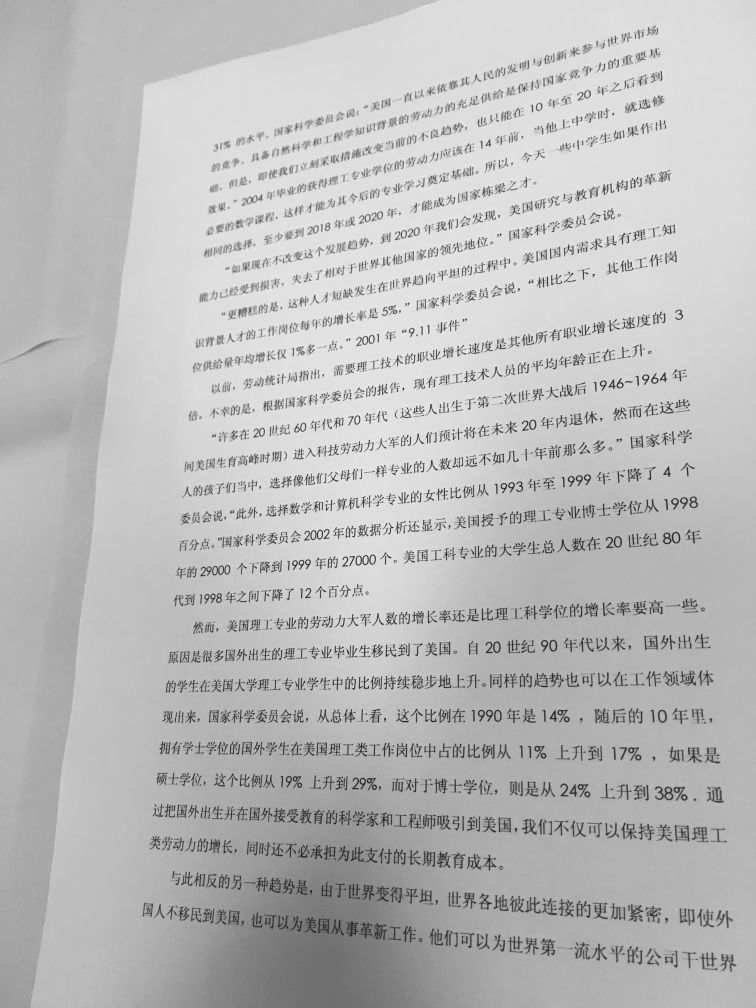 31% 的水平。国家科学委员会说：“美国一直以来依靠其人民的发明与创新来参与世界市场
的竞争。具备自然科学和工程学知识背景的劳动力的充足供给是保持国家竞争力的重要基
础。但是，即使我们立刻采取措施改变当前的不良趋势，也只能在 10 年至 20 年之后看到
效果。”2004 年毕业的获得理工专业学位的劳动力应该在 14 年前，当他上中学时，就选修
必要的数学课程，这样才能为其今后的专业学习奠定基础。所以，今天一些中学生如果作出
相同的选择，至少要到 2018 年或 2020 年，才能成为国家栋梁之才。
“如果现在不改变这个发展趋势，到 2020 年我们会发现，美国研究与教育机构的革新
能力已经受到损害，失去了相对于世界其他国家的领先地位。”国家科学委员会说。
“更糟糕的是，这种人才短缺发生在世界趋向平坦的过程中。美国国内需求具有理工知
识背景人才的工作岗位每年的增长率是 5%，”国家科学委员会说，“相比之下，其他工作岗
位供给量年均增长仅 1%多一点。”2001 年“9.11 事件”
以前，劳动统计局指出，需要理工技术的职业增长速度是其他所有职业增长速度的 3
倍。不幸的是，根据国家科学委员会的报告，现有理工技术人员的平均年龄正在上升。
“许多在 20 世纪 60 年代和 70 年代（这些人出生于第二次世界大战后 1946~1964 年
间美国生育高峰时期）进入科技劳动力大军的人们预计将在未来 20 年内退休，然而在这些
人的孩子们当中，选择像他们父母们一样专业的人数却远不如几十年前那么多。”国家科学
委员会说，“此外，选择数学和计算机科学专业的女性比例从 1993 年至 1999 年下降了 4 个
百分点。”国家科学委员会 2002 年的数据分析还显示，美国授予的理工专业博士学位从 1998
年的 29000 个下降到 1999 年的 27000 个。美国工科专业的大学生总人数在 20 世纪 80 年
代到 1998 年之间下降了 12 个百分点。
然而，美国理工专业的劳动力大军人数的增长率还是比理工科学位的增长率要高一些。
原因是很多国外出生的理工专业毕业生移民到了美国。自 20 世纪 90 年代以来，国外出生
的学生在美国大学理工专业学生中的比例持续稳步地上升。同样的趋势也可以在工作领域体
现出来，国家科学委员会说，从总体上看，这个比例在 1990 年是 14% ，随后的 10 年里，
拥有学士学位的国外学生在美国理工类工作岗位中占的比例从 11% 上升到 17% ，如果是
硕士学位，这个比例从 19% 上升到 29%，而对于博士学位，则是从 24% 上升到 38% . 通
过把国外出生并在国外接受教育的科学家和工程师吸引到美国，我们不仅可以保持美国理工
类劳动力的增长，同时还不必承担为此支付的长期教育成本。
与此相反的另一种趋势是，由于世界变得平坦，世界各地彼此连接的更加紧密，即使外
国人不移民到美国，也可以为美国从事革新工作。他们可以为世界第一流水平的公司干世界